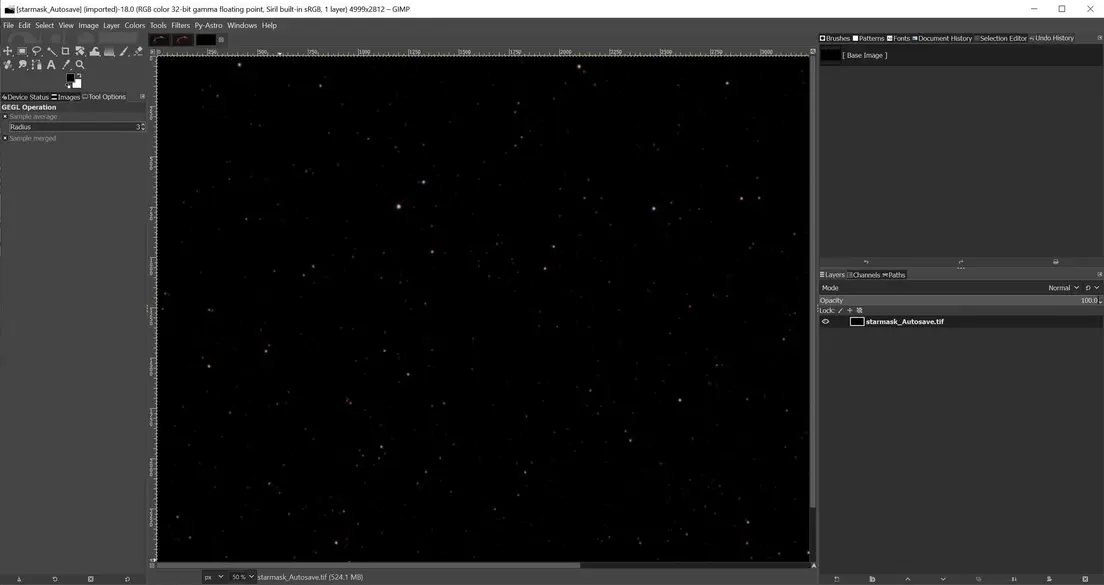 [starmask_Autosave] (imported)-18.0 (RGB color 32-bit gamma floating point, Siril built-in sRGB, 1 layer) 4999x2812 – GIMP
File Edit Select View Image Layer Colors Tools Filters Py-Astro Windows Help
Brushes Patterns Fonts Document History Selection Editor Undo History
[ Base Image ]
Device Status Images Tool Options
GEGL Operation
Sample average
Radius 3
Sample merged
Layers Channels Paths
Mode Normal
Opacity 100.0
Lock:
starmask_Autosave.tif
px 50 % starmask_Autosave.tif (524.1 MB)